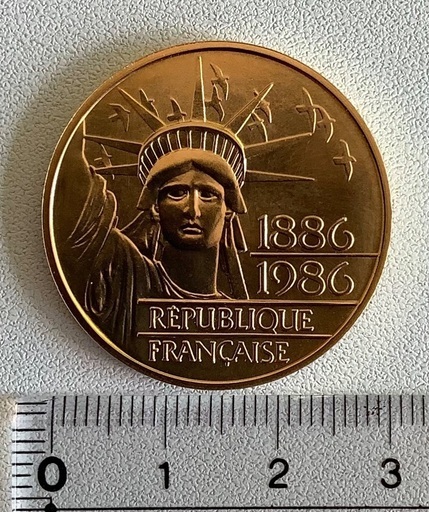 1886
1986
RÉPUBLIQUE
FRANÇAISE
0 1 2 3